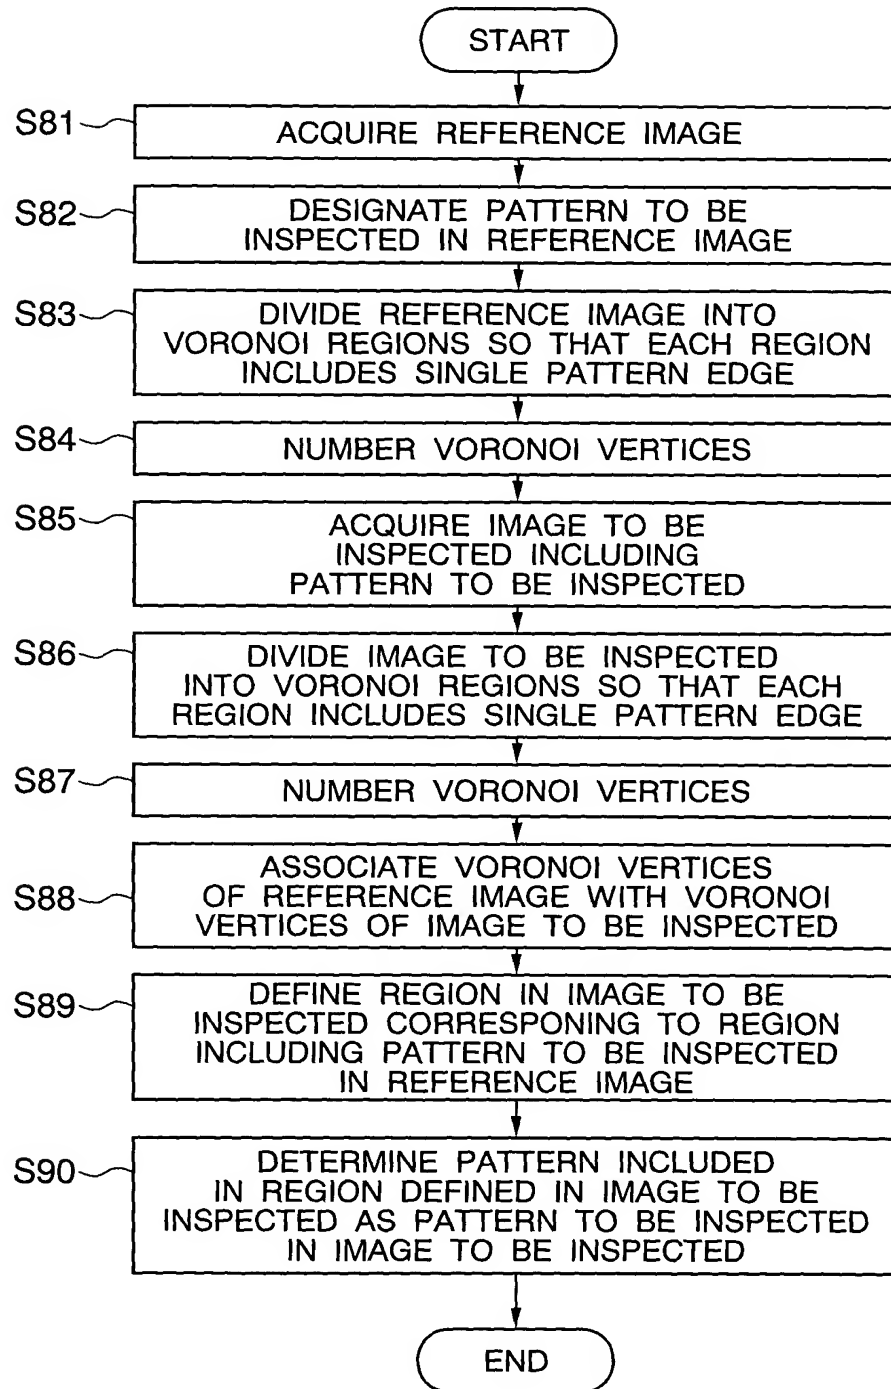 START
S81
ACQUIRE REFERENCE IMAGE
S82
DESIGNATE PATTERN TO BE
INSPECTED IN REFERENCE IMAGE
S83
DIVIDE REFERENCE IMAGE INTO
VORONOI REGIONS SO THAT EACH REGION
INCLUDES SINGLE PATTERN EDGE
S84
NUMBER VORONOI VERTICES
S85
ACQUIRE IMAGE TO BE
INSPECTED INCLUDING
PATTERN TO BE INSPECTED
S86
DIVIDE IMAGE TO BE INSPECTED
INTO VORONOI REGIONS SO THAT EACH
REGION INCLUDES SINGLE PATTERN EDGE
S87
NUMBER VORONOI VERTICES
S88
ASSOCIATE VORONOI VERTICES
OF REFERENCE IMAGE WITH VORONOI
VERTICES OF IMAGE TO BE INSPECTED
S89
DEFINE REGION IN IMAGE TO BE
INSPECTED CORRESPONING TO REGION
INCLUDING PATTERN TO BE INSPECTED
IN REFERENCE IMAGE
S90
DETERMINE PATTERN INCLUDED
IN REGION DEFINED IN IMAGE TO BE
INSPECTED AS PATTERN TO BE INSPECTED
IN IMAGE TO BE INSPECTED
END